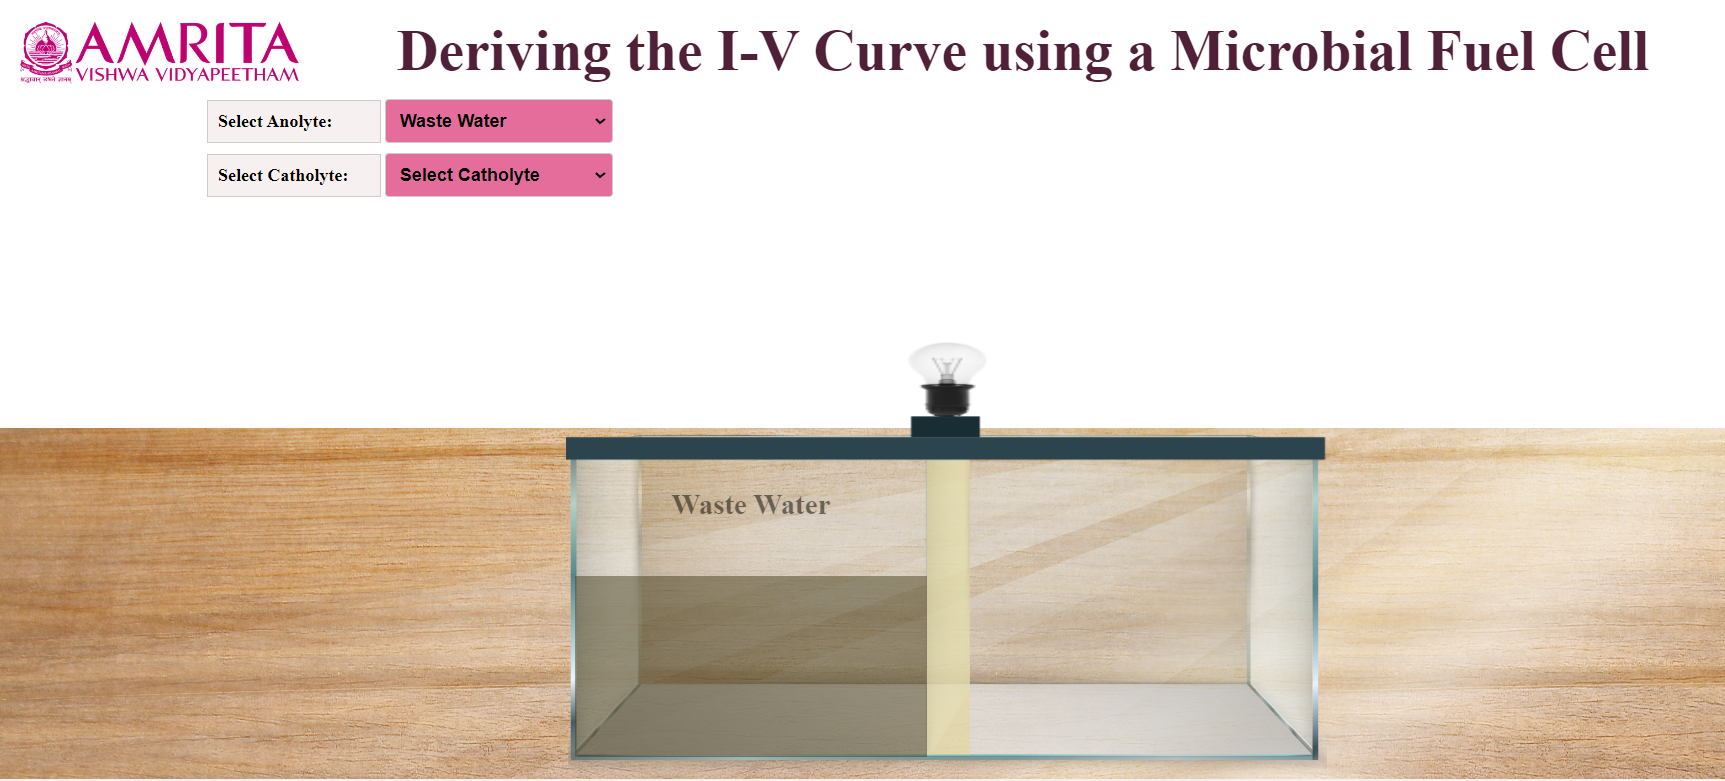 AMRITA
VISHWA VIDYAPEETHAM
Deriving the I-V Curve using a Microbial Fuel Cell
Select Anolyte:
Waste Water
Select Catholyte:
Select Catholyte
Waste Water